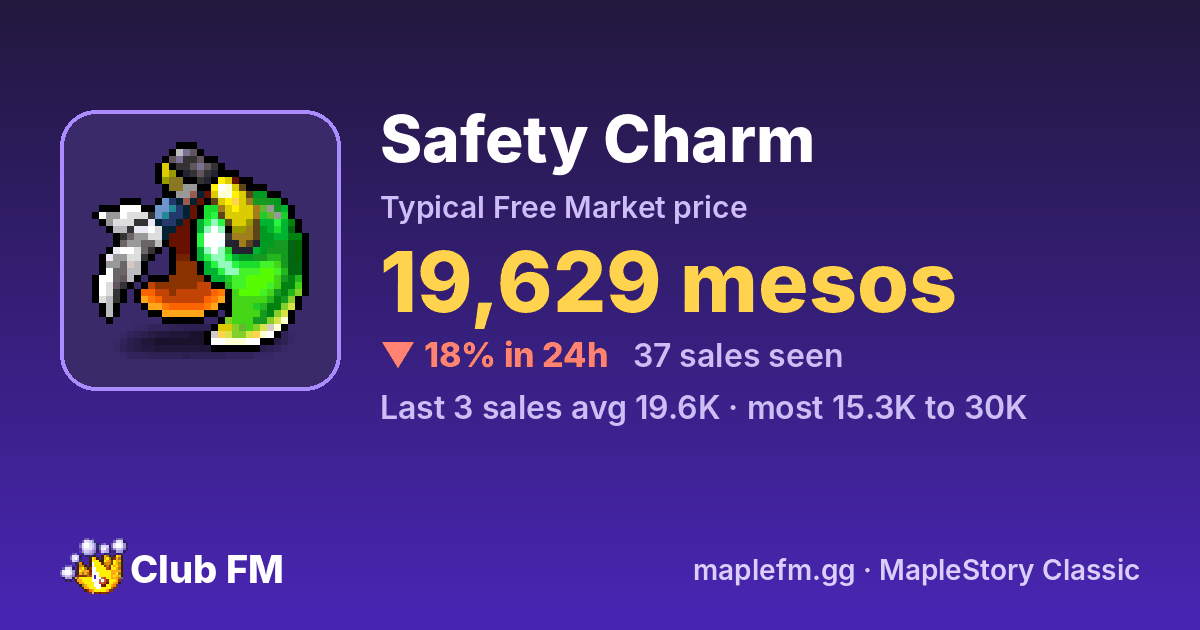 Safety Charm
Typical Free Market price
19,629 mesos
▼ 18% in 24h 37 sales seen
Last 3 sales avg 19.6K · most 15.3K to 30K
Club FM
maplefm.gg · MapleStory Classic